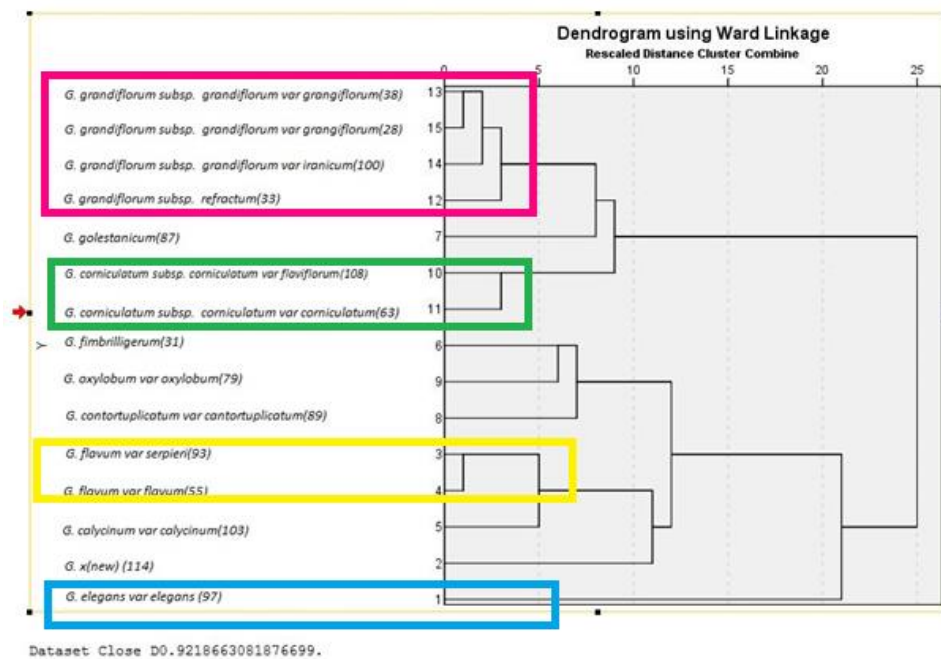 Dendrogram using Ward Linkage
Rescaled Distance Cluster Combine
0 5 10 15 20 25
G. grandiflorum subsp. grandiflorum var grangiflorum(38) 13
G. grandiflorum subsp. grandiflorum var grangiflorum(28) 15
G. grandiflorum subsp. grandiflorum var iranicum(100) 14
G. grandiflorum subsp. refractum(33) 12
G. golestanicum(87) 7
G. corniculatum subsp. corniculatum var flaviflorum(108) 10
G. corniculatum subsp. corniculatum var corniculatum(63) 11
Y
G. fimbrilligerum(31) 6
G. oxylobum var oxylobum(79) 9
G. contortuplicatum var cantortuplicatum(89) 8
G. flavum var serpieri(93) 3
G. flavum var flavum(55) 4
G. calycinum var calycinum(103) 5
G. x(new) (114) 2
G. elegans var elegans (97) 1
Dataset Close D0.9218663081876699.